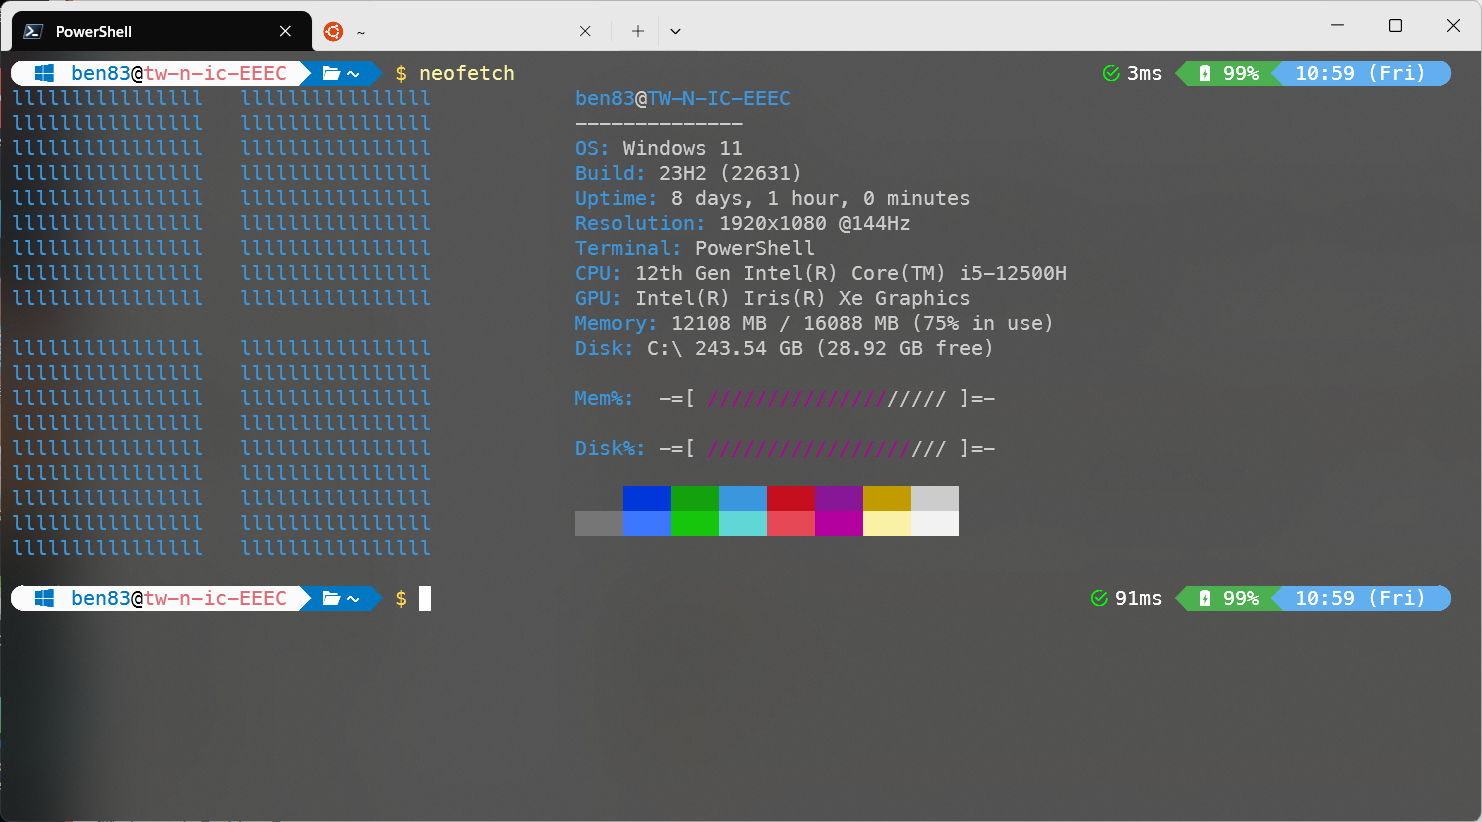 PowerShell
~
ben83@tw-n-ic-EEEC ~ $ neofetch 3ms 99% 10:59 (Fri)
llllllllllllllll   llllllllllllllll ben83@TW-N-IC-EEEC
llllllllllllllll   llllllllllllllll --------------
llllllllllllllll   llllllllllllllll OS: Windows 11
llllllllllllllll   llllllllllllllll Build: 23H2 (22631)
llllllllllllllll   llllllllllllllll Uptime: 8 days, 1 hour, 0 minutes
llllllllllllllll   llllllllllllllll Resolution: 1920x1080 @144Hz
llllllllllllllll   llllllllllllllll Terminal: PowerShell
llllllllllllllll   llllllllllllllll CPU: 12th Gen Intel(R) Core(TM) i5-12500H
llllllllllllllll   llllllllllllllll GPU: Intel(R) Iris(R) Xe Graphics
Memory: 12108 MB / 16088 MB (75% in use)
llllllllllllllll   llllllllllllllll Disk: C:\ 243.54 GB (28.92 GB free)
llllllllllllllll   llllllllllllllll
llllllllllllllll   llllllllllllllll Mem%:  -=[ //////////////////// ]=-
llllllllllllllll   llllllllllllllll
llllllllllllllll   llllllllllllllll Disk%: -=[ //////////////////// ]=-
llllllllllllllll   llllllllllllllll
llllllllllllllll   llllllllllllllll
llllllllllllllll   llllllllllllllll
llllllllllllllll   llllllllllllllll
ben83@tw-n-ic-EEEC ~ $ 91ms 99% 10:59 (Fri)